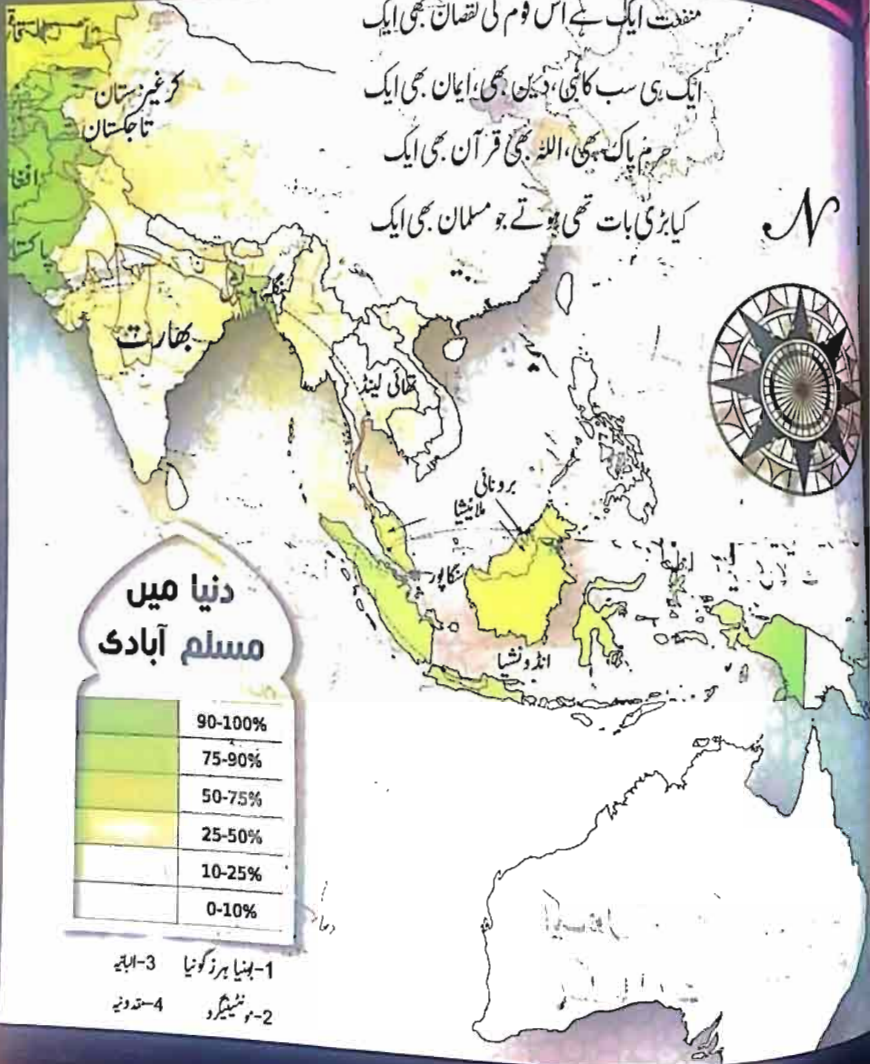 منفعت ایک ہے اس قوم کی نقصان بھی ایک
ایک ہی سب کا نبی، دین بھی، ایمان بھی ایک
حرم پاک بھی، اللہ بھی قرآن بھی ایک
کیا بڑی بات تھی ہوتے جو مسلمان بھی ایک
N
کرغیزستان
تاجکستان
بھارت
تھائی لینڈ
برونائی
ملائیشیا
سنگاپور
انڈونشیا
دنیا میں
مسلم آبادی
90-100%
75-90%
50-75%
25-50%
10-25%
0-10%
1-بوسنیا ہرزگوبنیا 3-البانیہ
2-مونٹینیگرو 4-مقدونیہ